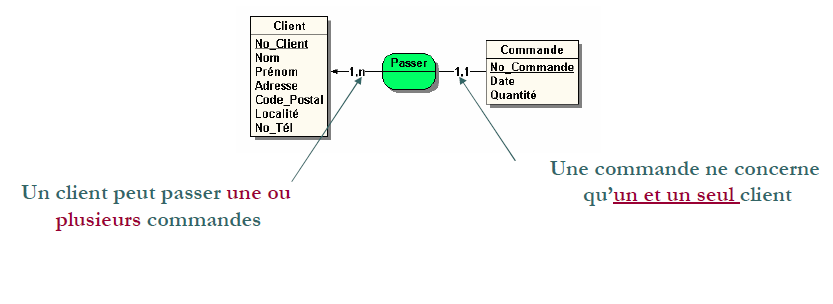 Client
No_Client
Nom
Prénom
Adresse
Code_Postal
Localité
No_Tél
1,n
Passer
1,1
Commande
No_Commande
Date
Quantité
Un client peut passer une ou
plusieurs commandes
Une commande ne concerne
qu'un et un seul client